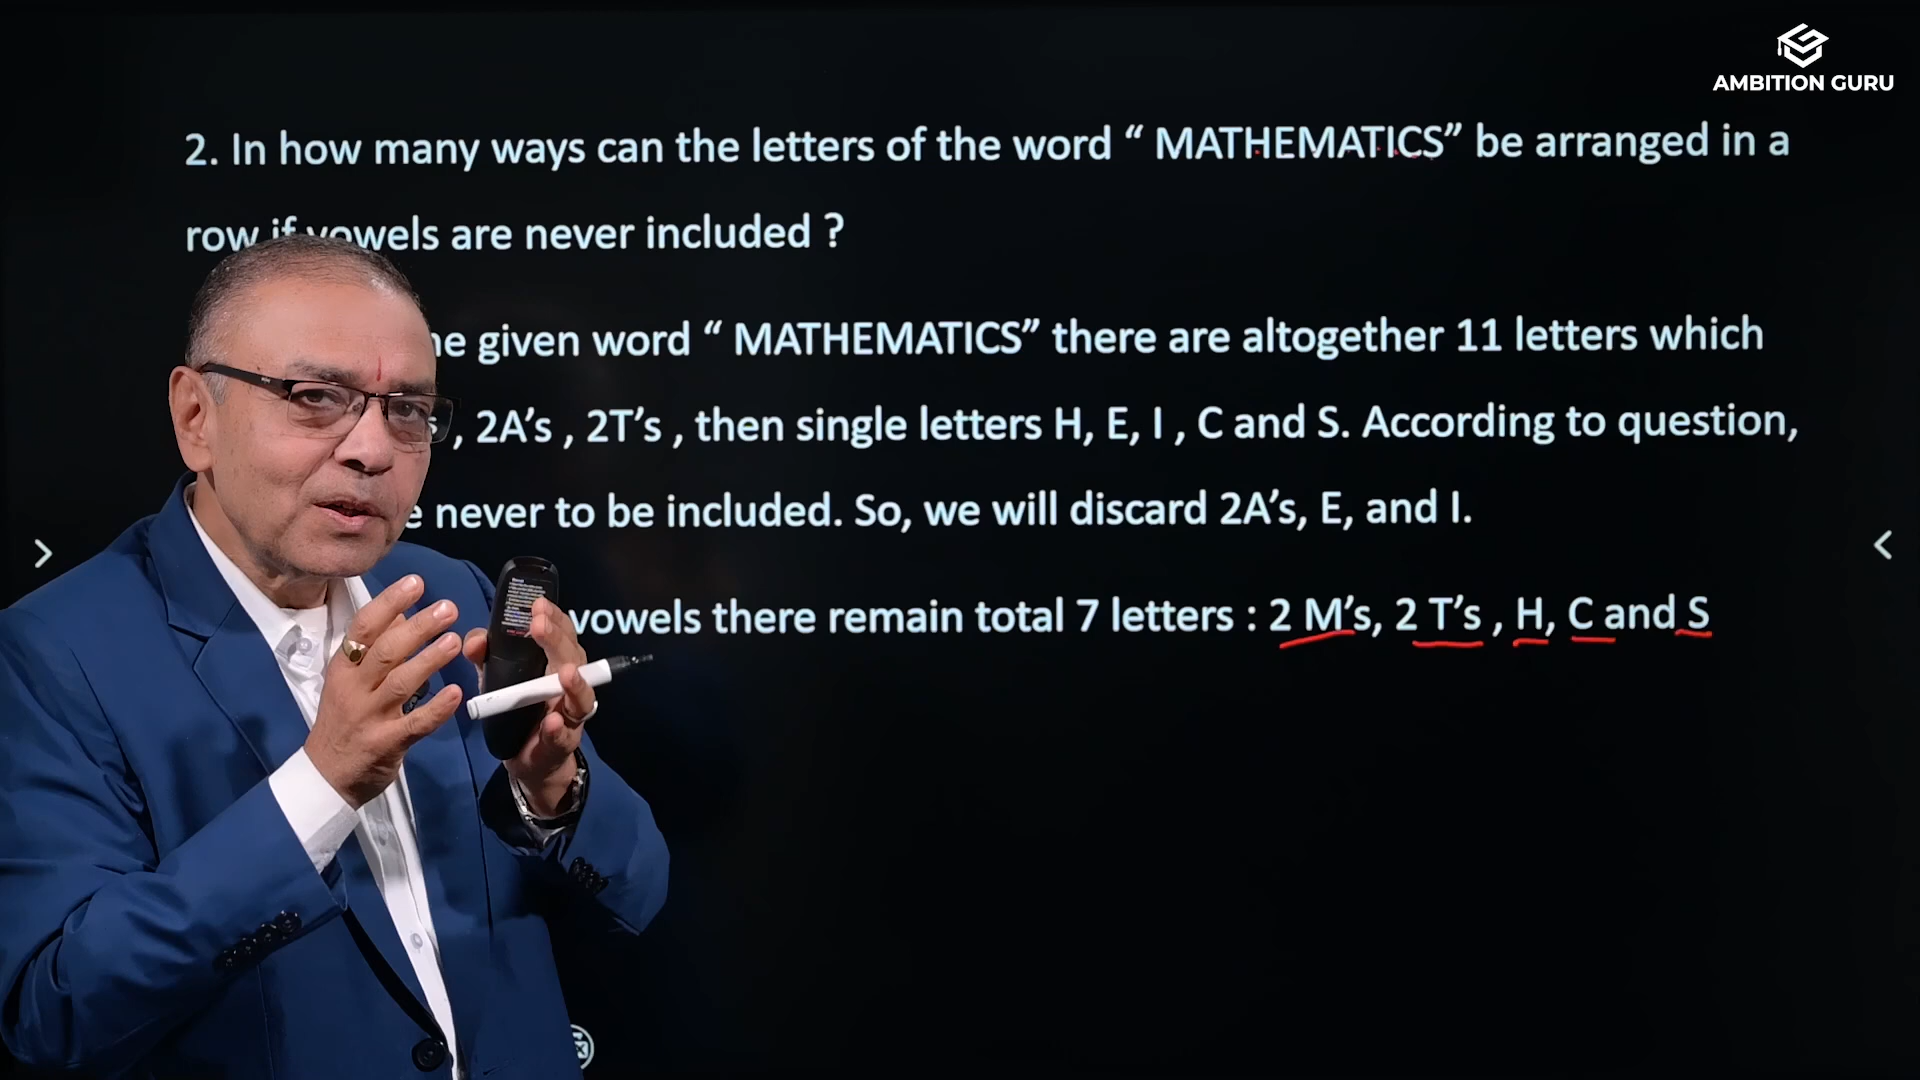 AMBITION GURU
2. In how many ways can the letters of the word “ MATHEMATICS” be arranged in a
row if vowels are never included ?
given word “ MATHEMATICS” there are altogether 11 letters which
, 2A’s , 2T’s , then single letters H, E, I , C and S. According to question,
never to be included. So, we will discard 2A’s, E, and I.
vowels there remain total 7 letters : 2 M’s, 2 T’s , H, C and S